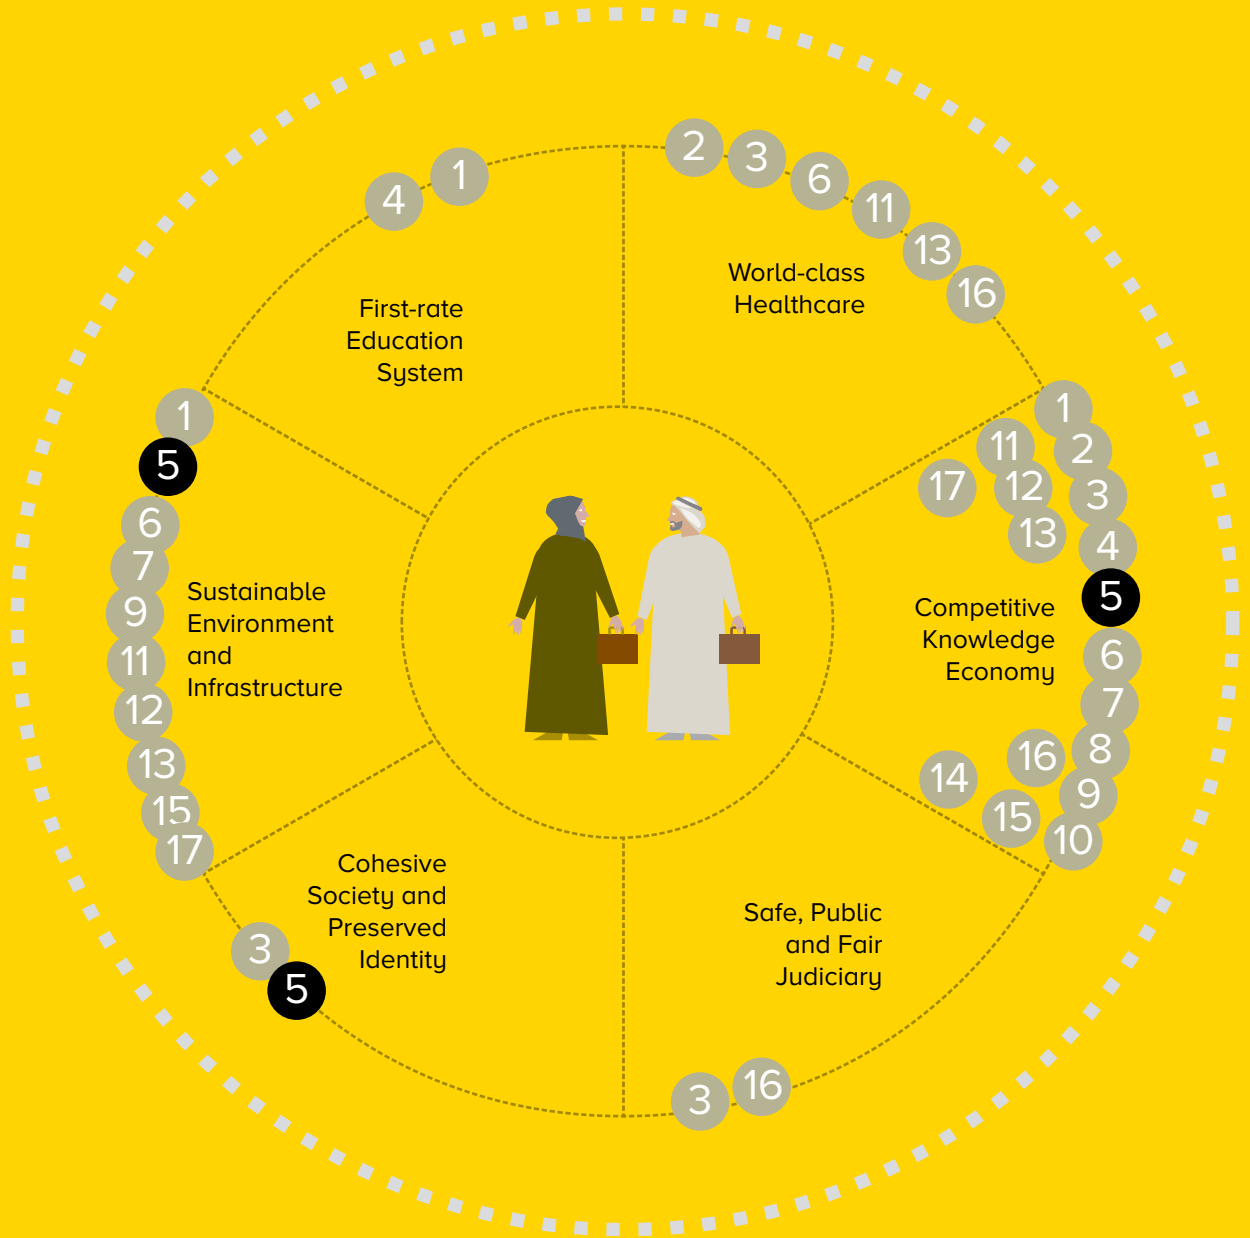 4
1
First-rate
Education
System
2
3
6
11
13
16
World-class
Healthcare
1
2
3
4
5
6
7
8
9
10
11
12
13
17
14
15
16
Competitive
Knowledge
Economy
Safe, Public
and Fair
Judiciary
3
16
Cohesive
Society and
Preserved
Identity
3
5
1
5
6
7
9
11
12
13
15
17
Sustainable
Environment
and
Infrastructure